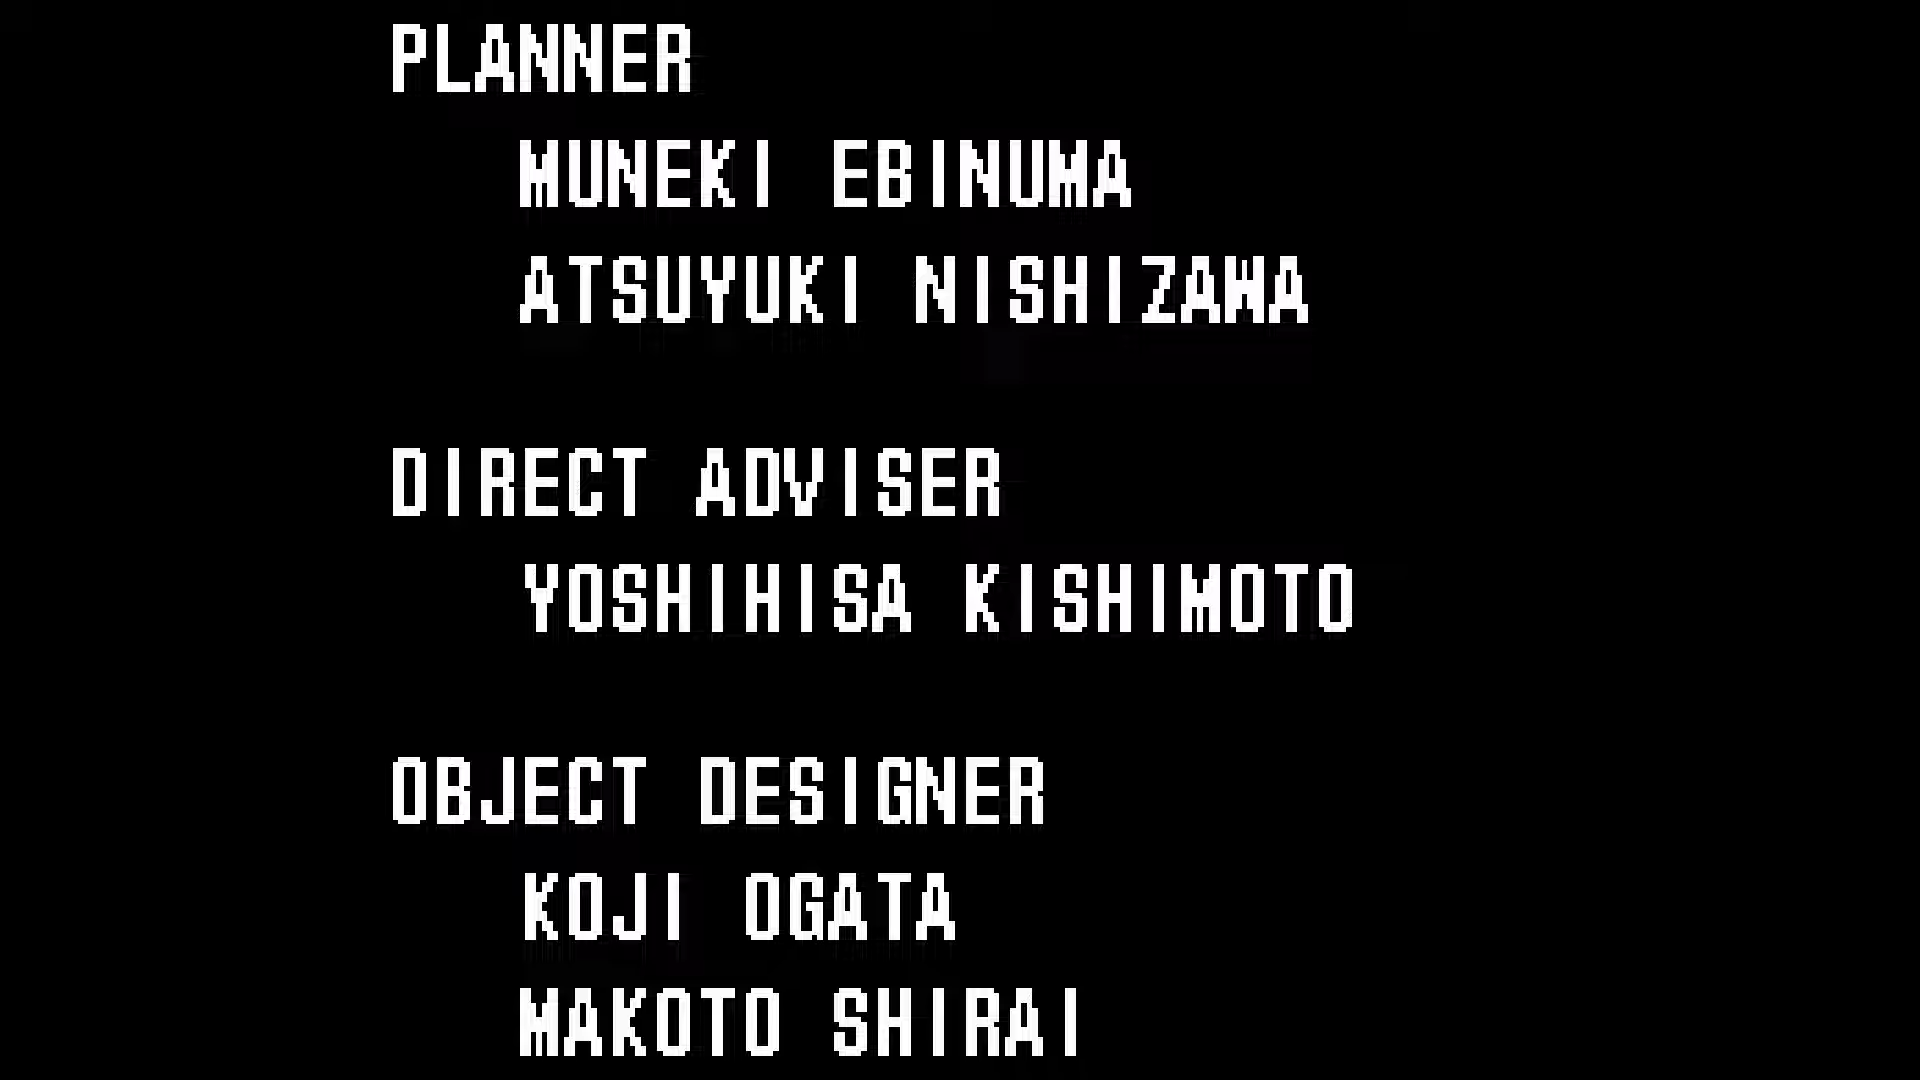 PLANNER
MUNEKI EBINUMA
ATSUYUKI NISHIZAWA
DIRECT ADVISER
YOSHIHISA KISHIMOTO
OBJECT DESIGNER
KOJI OGATA
MAKOTO SHIRAI